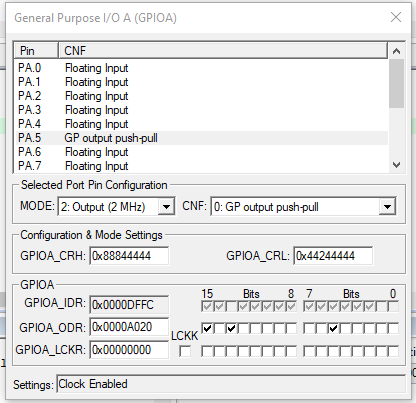 General Purpose I/O A (GPIOA)
Pin CNF
PA.0 Floating Input
PA.1 Floating Input
PA.2 Floating Input
PA.3 Floating Input
PA.4 Floating Input
PA.5 GP output push-pull
PA.6 Floating Input
PA.7 Floating Input
Selected Port Pin Configuration
MODE: 2: Output (2 MHz) CNF: 0: GP output push-pull
Configuration & Mode Settings
GPIOA_CRH: 0x88844444 GPIOA_CRL: 0x44244444
GPIOA
15 Bits 8 7 Bits 0
GPIOA_IDR: 0x0000DFFC
GPIOA_ODR: 0x0000A020
LCKK
GPIOA_LCKR: 0x00000000
Settings: Clock Enabled